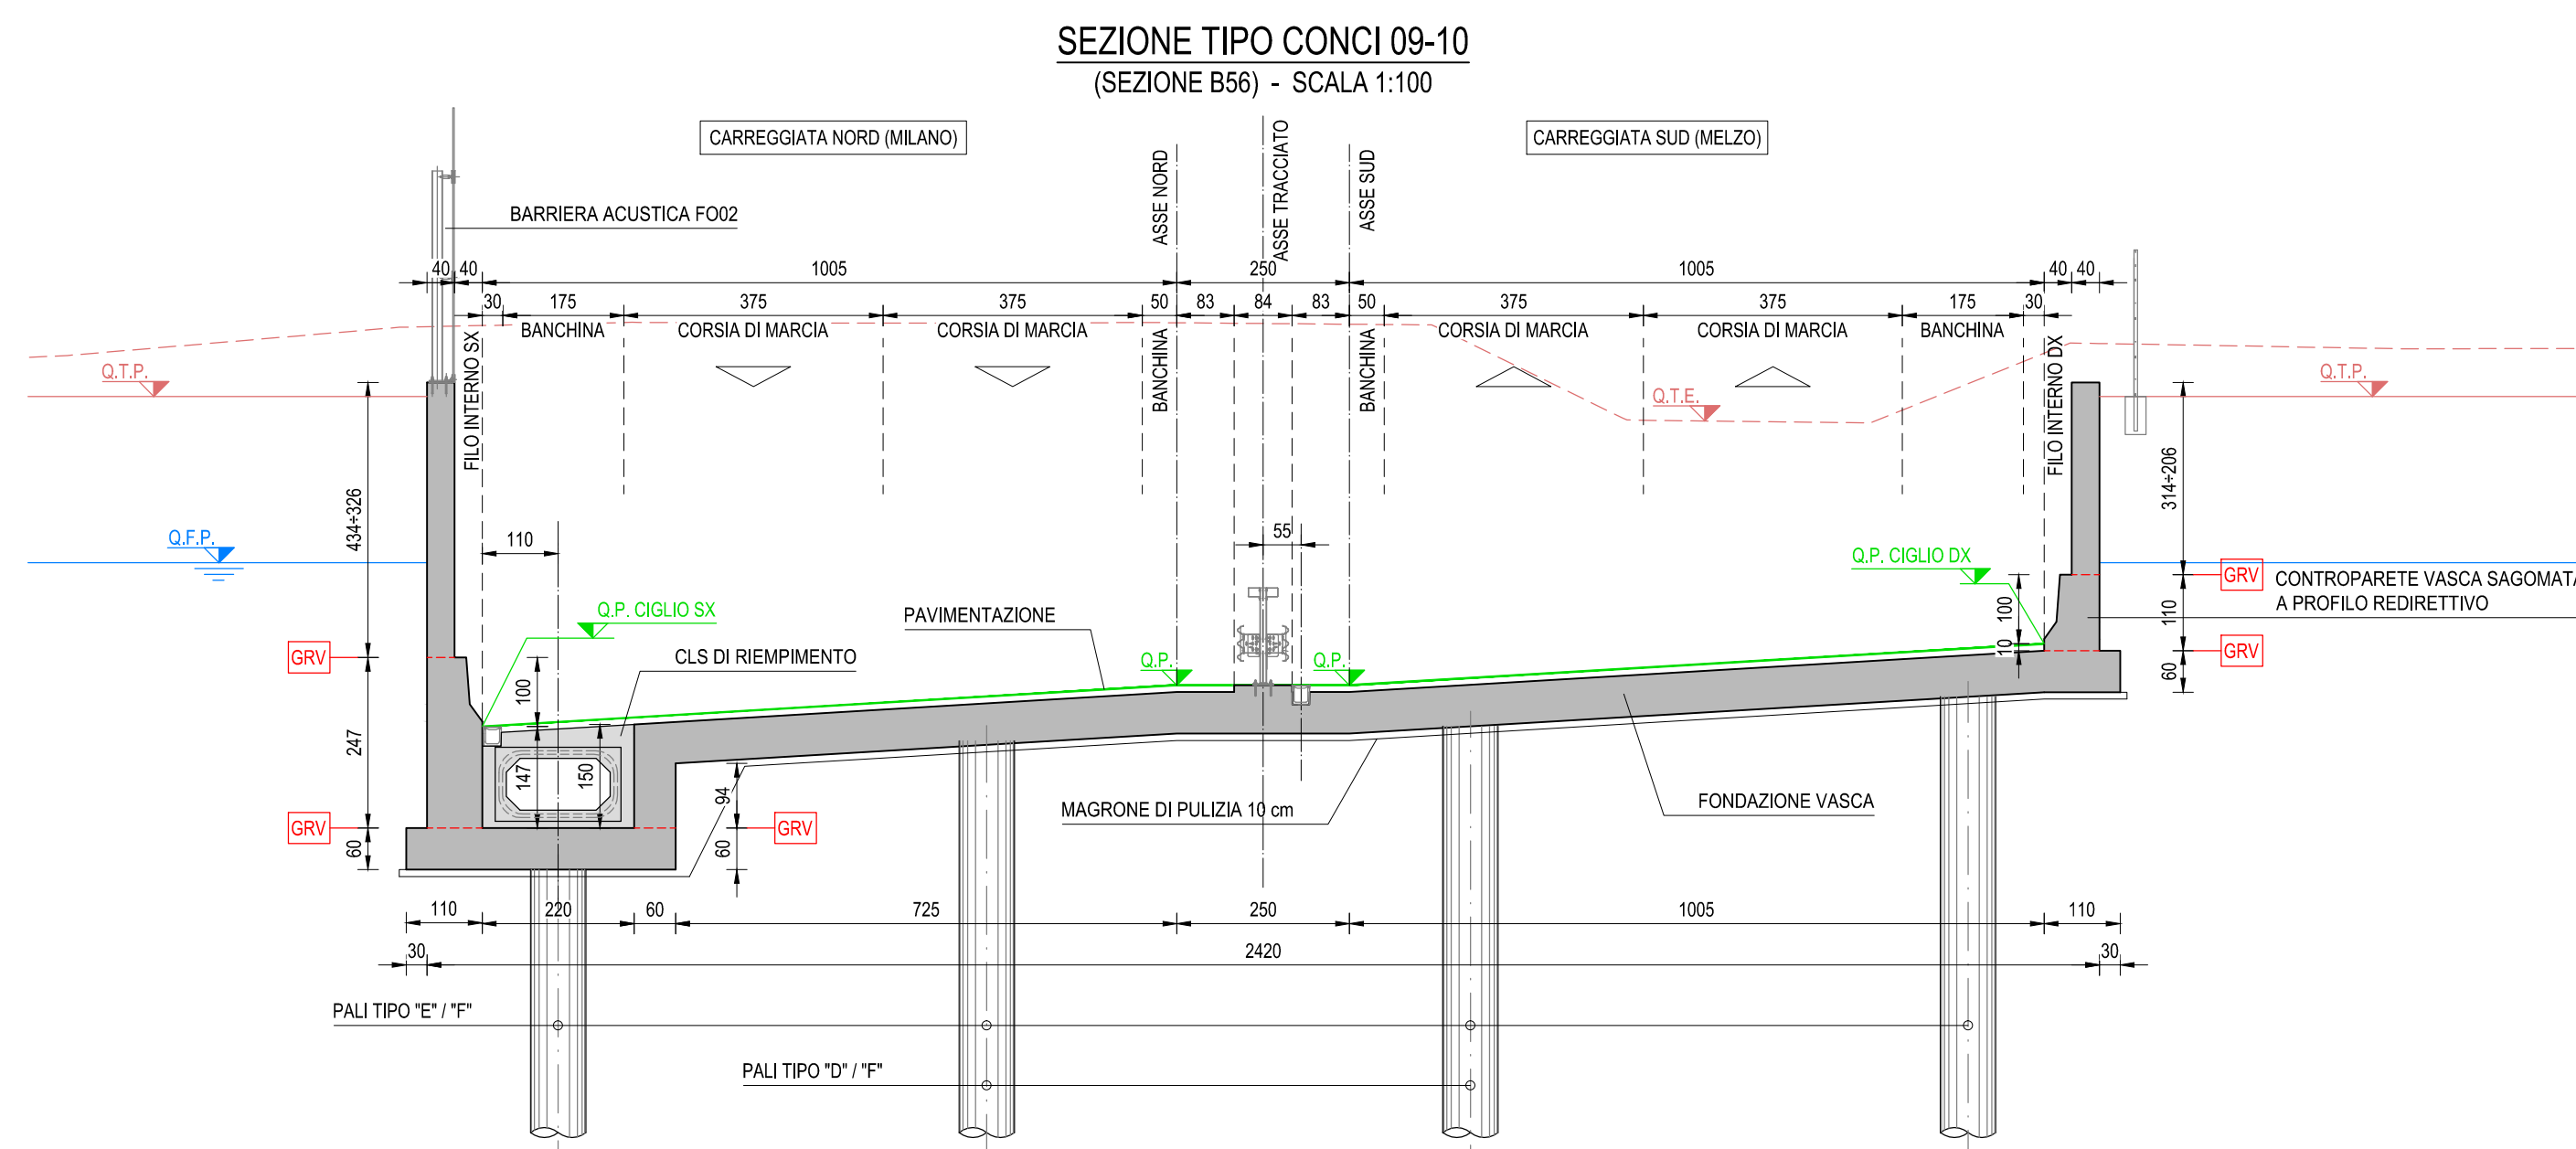 SEZIONE TIPO CONCI 09-10
(SEZIONE B56) - SCALA 1:100
CARREGGIATA NORD (MILANO)
CARREGGIATA SUD (MELZO)
ASSE NORD
ASSE TRACCIATO
ASSE SUD
BARRIERA ACUSTICA FO02
40 40 1005 250 1005 40 40
30 175 375 375 50 83 84 83 50 375 375 175 30
BANCHINA CORSIA DI MARCIA CORSIA DI MARCIA BANCHINA BANCHINA CORSIA DI MARCIA CORSIA DI MARCIA BANCHINA
FILO INTERNO SX
FILO INTERNO DX
Q.T.P.
Q.T.E.
Q.T.P.
434÷326
314÷206
Q.F.P.
110
55
Q.P. CIGLIO DX
GRV
CONTROPARETE VASCA SAGOMATA
A PROFILO REDIRETTIVO
100
110
10
Q.P. CIGLIO SX
PAVIMENTAZIONE
GRV
CLS DI RIEMPIMENTO
Q.P.
Q.P.
GRV
60
100
247
147
150
94
MAGRONE DI PULIZIA 10 cm
FONDAZIONE VASCA
GRV
GRV
60
60
110 220 60 725 250 1005 110
30 2420 30
PALI TIPO "E" / "F"
PALI TIPO "D" / "F"